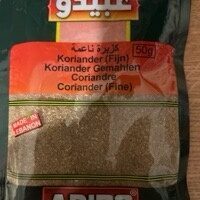 عبيدو
كزبرة ناعمة
50g
Koriander (Fijn)
Koriander Gemahlen
Coriandre
Coriander (Fine)
MADE IN
LEBANON